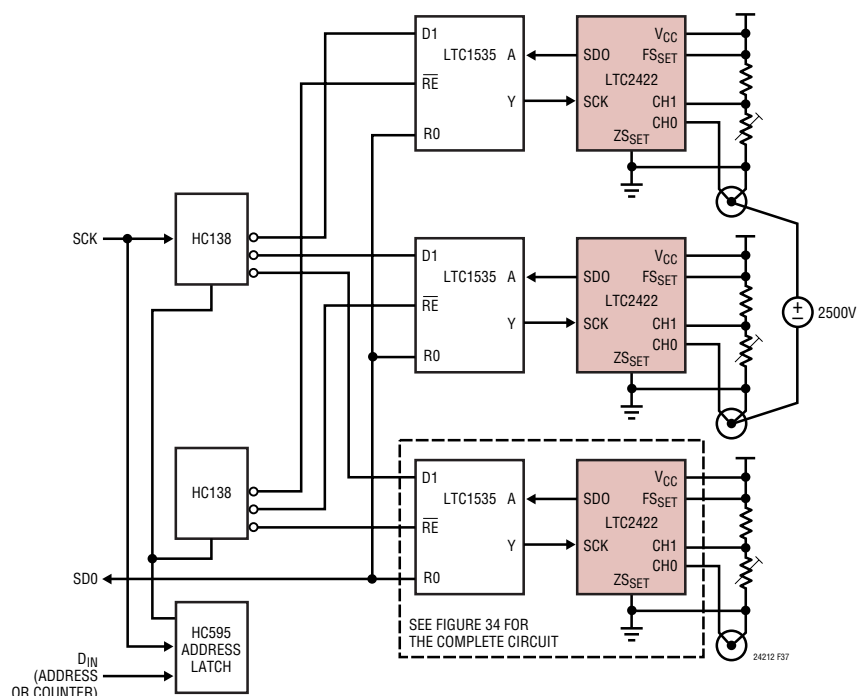 D1
LTC1535
A
RE
Y
R0
SDO
LTC2422
SCK
VCC
FSSET
CH1
CH0
ZSSET
SCK
HC138
D1
LTC1535
A
RE
Y
R0
SDO
LTC2422
SCK
VCC
FSSET
CH1
CH0
ZSSET
2500V
+
−
HC138
D1
LTC1535
A
RE
Y
R0
SDO
LTC2422
SCK
VCC
FSSET
CH1
CH0
ZSSET
SD0
HC595
ADDRESS
LATCH
DIN
(ADDRESS
OR COUNTER)
SEE FIGURE 34 FOR
THE COMPLETE CIRCUIT
24212 F37